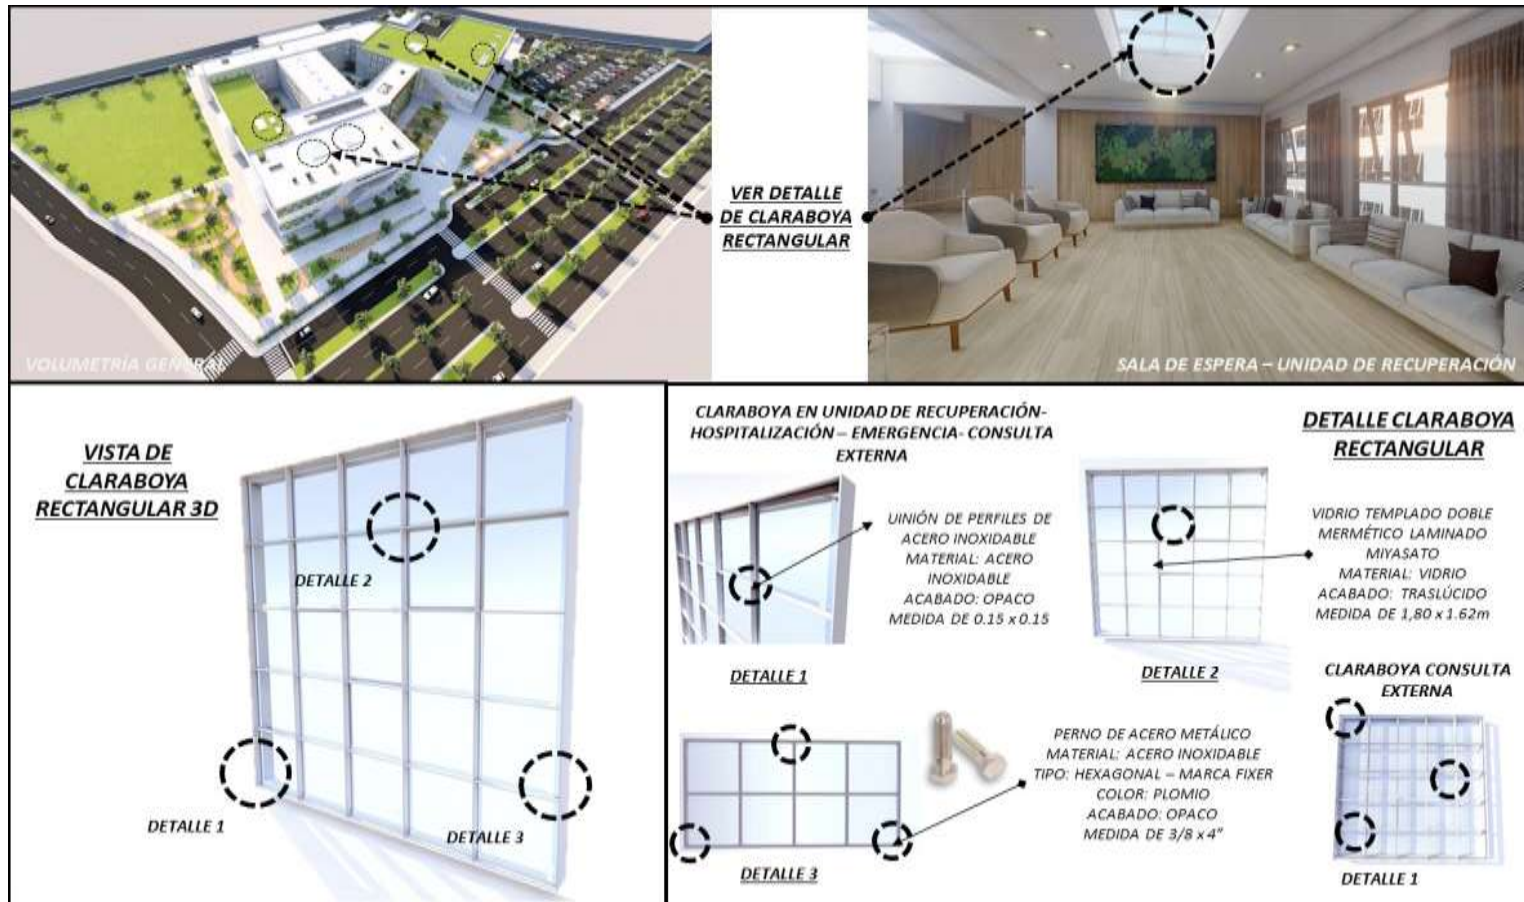 VER DETALLE
DE CLARABOYA
RECTANGULAR
VOLUMETRÍA GENERAL
SALA DE ESPERA – UNIDAD DE RECUPERACIÓN
VISTA DE
CLARABOYA
RECTANGULAR 3D
DETALLE 2
DETALLE 1
DETALLE 3
CLARABOYA EN UNIDAD DE RECUPERACIÓN-
HOSPITALIZACIÓN – EMERGENCIA- CONSULTA
EXTERNA
DETALLE CLARABOYA
RECTANGULAR
UINIÓN DE PERFILES DE
ACERO INOXIDABLE
MATERIAL: ACERO
INOXIDABLE
ACABADO: OPACO
MEDIDA DE 0.15 x 0.15
DETALLE 1
VIDRIO TEMPLADO DOBLE
MERMÉTICO LAMINADO
MIYASATO
MATERIAL: VIDRIO
ACABADO: TRASLÚCIDO
MEDIDA DE 1,80 x 1.62m
DETALLE 2
CLARABOYA CONSULTA
EXTERNA
PERNO DE ACERO METÁLICO
MATERIAL: ACERO INOXIDABLE
TIPO: HEXAGONAL – MARCA FIXER
COLOR: PLOMIO
ACABADO: OPACO
MEDIDA DE 3/8 x 4"
DETALLE 3
DETALLE 1